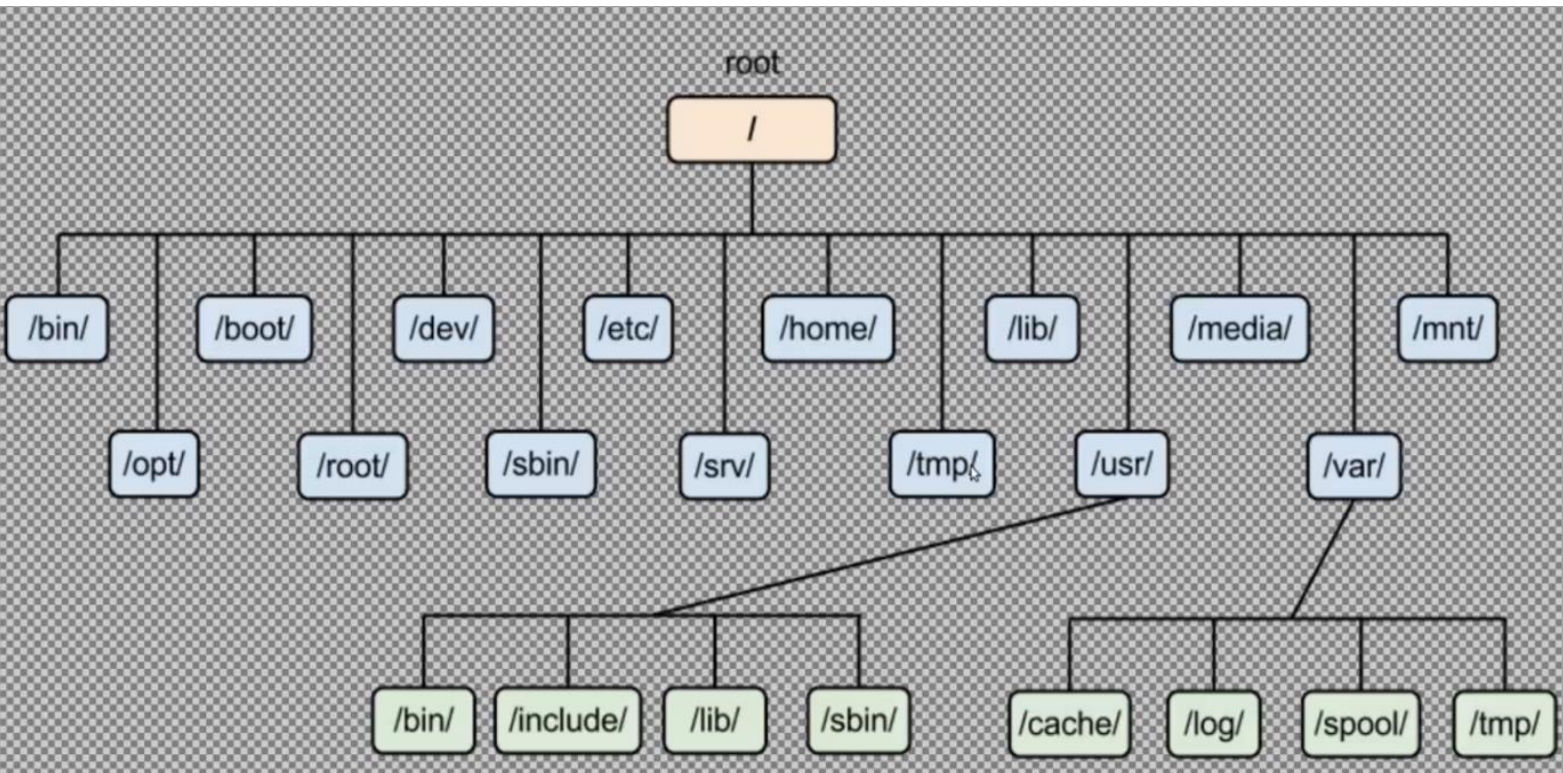 root
/
/bin/
/boot/
/dev/
/etc/
/home/
/lib/
/media/
/mnt/
/opt/
/root/
/sbin/
/srv/
/tmp/
/usr/
/var/
/bin/
/include/
/lib/
/sbin/
/cache/
/log/
/spool/
/tmp/